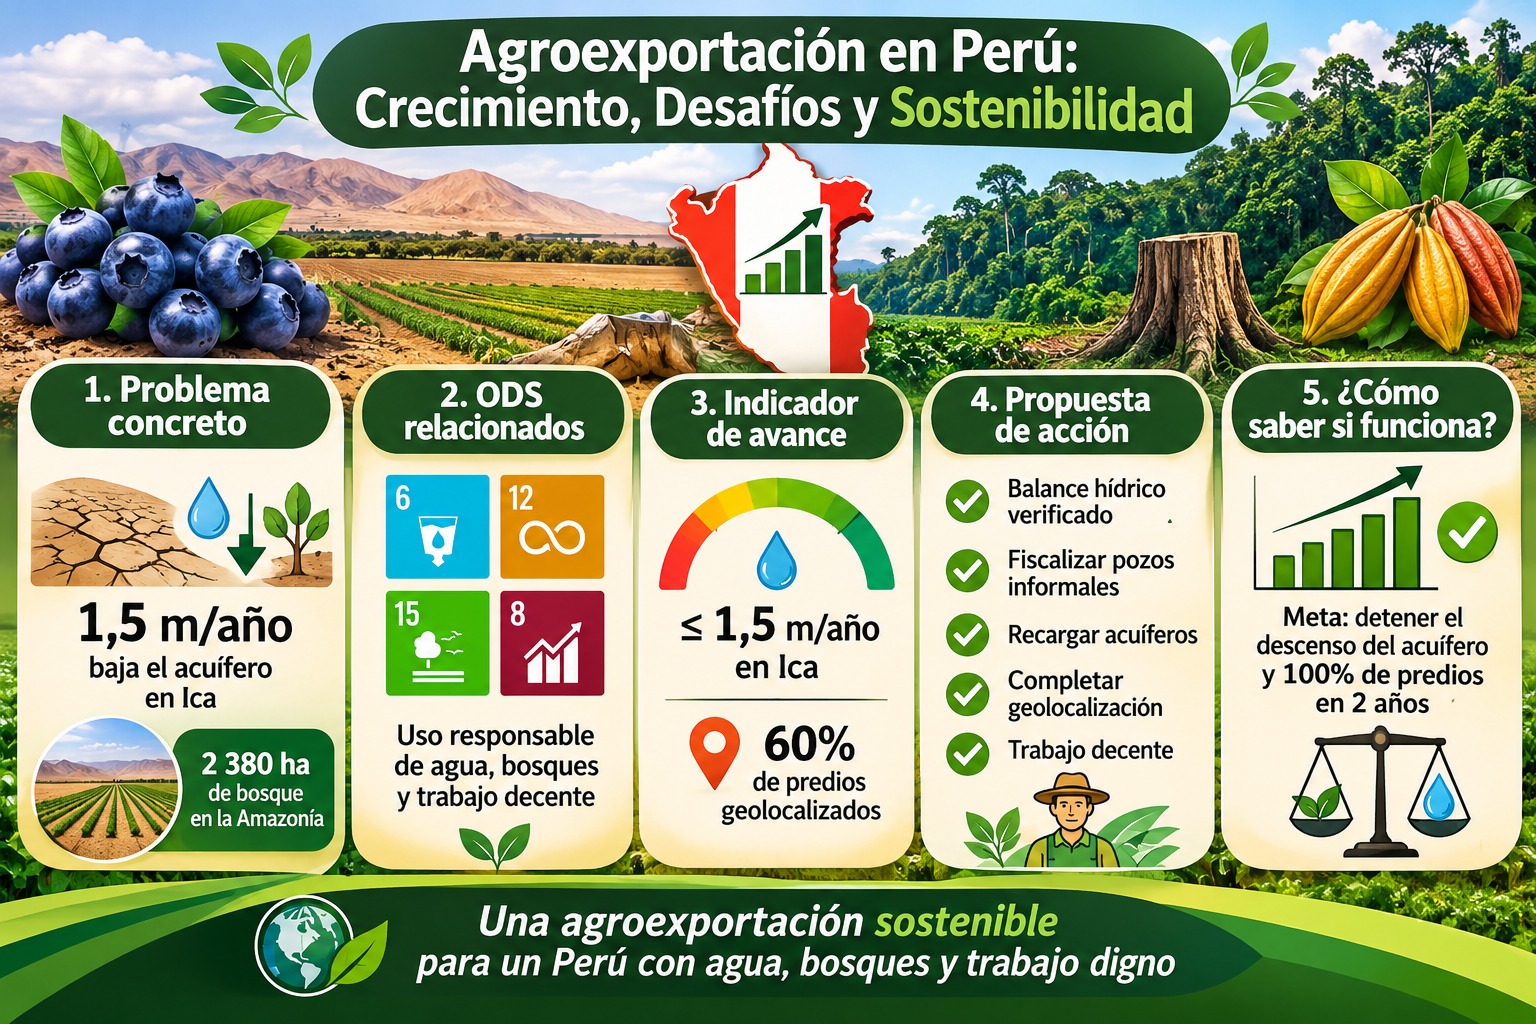 Agroexportación en Perú:
Crecimiento, Desafíos y Sostenibilidad
1. Problema
concreto
1,5 m/año
baja el acuífero
en Ica
2 380 ha
de bosque
en la Amazonía
2. ODS
relacionados
6
12
15
8
Uso responsable
de agua, bosques
y trabajo decente
3. Indicador
de avance
≤ 1,5 m/año
en Ica
60%
de predios
geolocalizados
4. Propuesta
de acción
Balance hídrico
verificado
Fiscalizar pozos
informales
Recargar acuíferos
Completar
geolocalización
Trabajo decente
5. ¿Cómo
saber si funciona?
Meta: detener el
descenso del acuífero
y 100% de predios
en 2 años
Una agroexportación sostenible
para un Perú con agua, bosques y trabajo digno